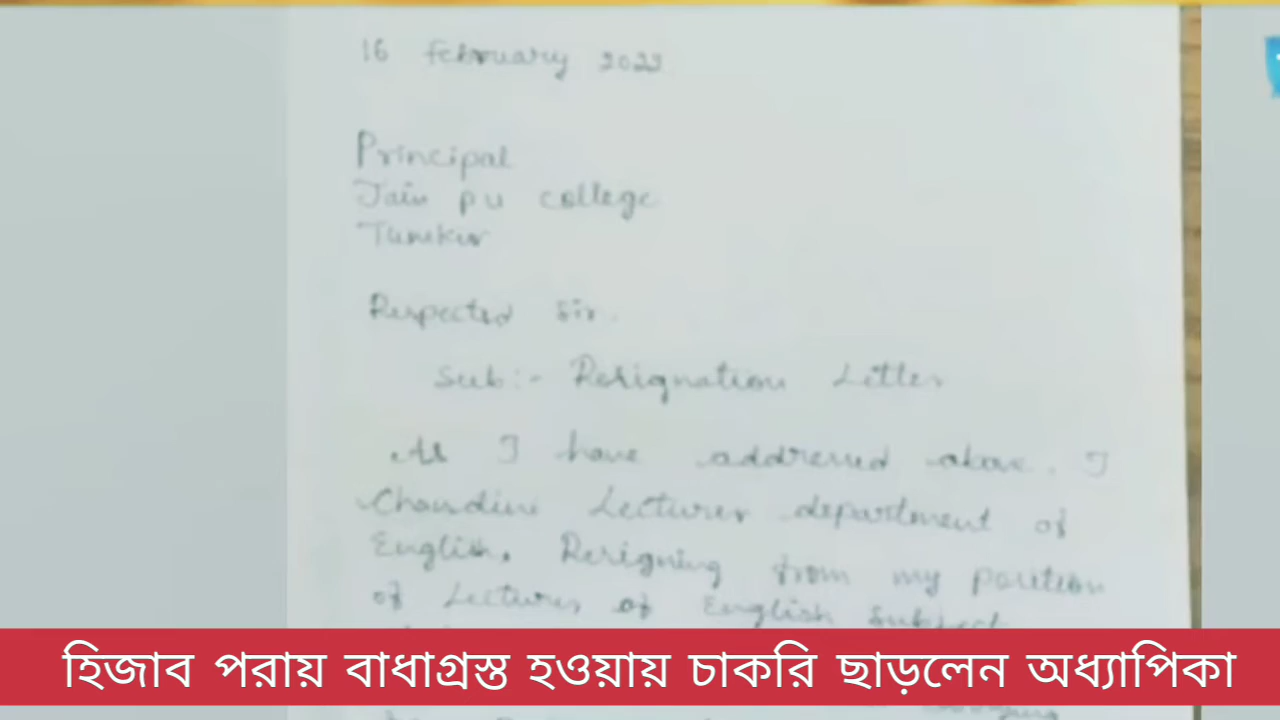 16 February 2022
Principal
Jain pu college
Tumkur
Respected Sir.
Sub:- Resignation Letter
As I have addressed above. I
Chandini Lecturer department of
English, Resigning from my position
of Lecturer of English Subject
হিজাব পরায় বাধাগ্রস্ত হওয়ায় চাকরি ছাড়লেন অধ্যাপিকা